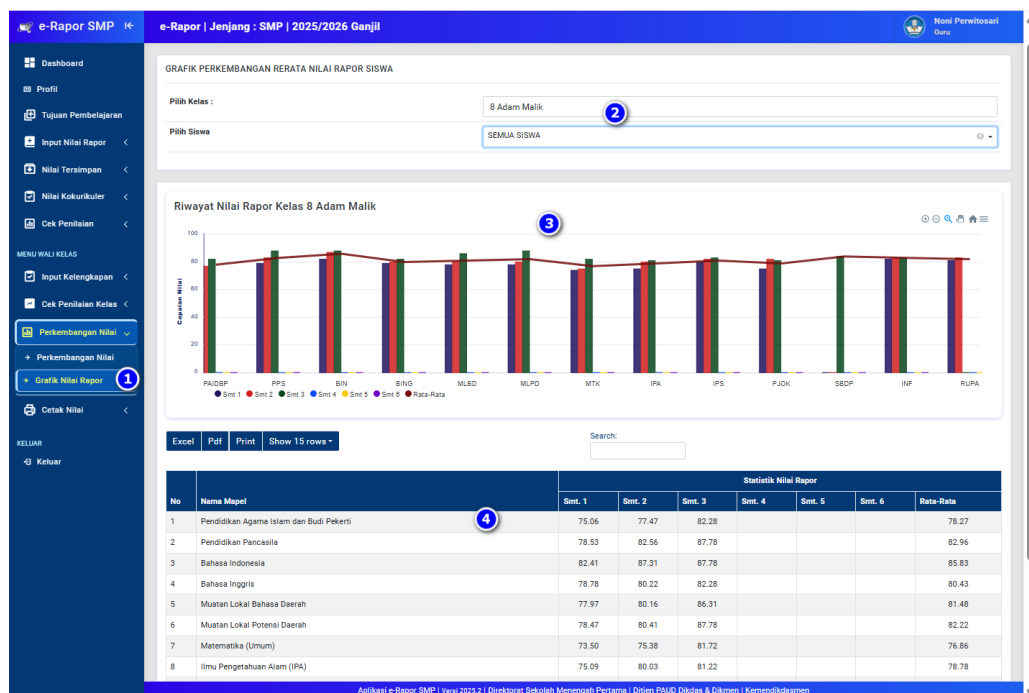 e-Rapor SMP
e-Rapor | Jenjang : SMP | 2025/2026 Ganjil
Noni Perwitosari
Guru
Dashboard
Profil
Tujuan Pembelajaran
Input Nilai Rapor
Nilai Tersimpan
Nilai Kokurikuler
Cek Penilaian
MENU WALI KELAS
Input Kelengkapan
Cek Penilaian Kelas
Perkembangan Nilai
Perkembangan Nilai
Grafik Nilai Rapor
1
Cetak Nilai
KELUAR
Keluar
GRAFIK PERKEMBANGAN RERATA NILAI RAPOR SISWA
Pilih Kelas :
8 Adam Malik
2
Pilih Siswa
SEMUA SISWA
Riwayat Nilai Rapor Kelas 8 Adam Malik
3
Capaian Nilai
100
80
60
40
20
0
PAIDBP PPS BIN BING MLBD MLPD MTK IPA IPS PJOK SBDP INF RUPA
Smt 1 Smt 2 Smt 3 Smt 4 Smt 5 Smt 6 Rata-Rata
Excel Pdf Print Show 15 rows
Search:
Statistik Nilai Rapor
No Nama Mapel Smt. 1 Smt. 2 Smt. 3 Smt. 4 Smt. 5 Smt. 6 Rata-Rata
1 Pendidikan Agama Islam dan Budi Pekerti 75.06 77.47 82.28 78.27
4
2 Pendidikan Pancasila 78.53 82.56 87.78 82.96
3 Bahasa Indonesia 82.41 87.31 87.78 85.83
4 Bahasa Inggris 78.78 80.22 82.28 80.43
5 Muatan Lokal Bahasa Daerah 77.97 80.16 86.31 81.48
6 Muatan Lokal Potensi Daerah 78.47 80.41 87.78 82.22
7 Matematika (Umum) 73.50 75.38 81.72 76.86
8 Ilmu Pengetahuan Alam (IPA) 75.09 80.03 81.22 78.78
Aplikasi e-Rapor SMP | Versi 2025.2 | Direktorat Sekolah Menengah Pertama | Ditjen PAUD Dikdas & Dikmen | Kemendikdasmen